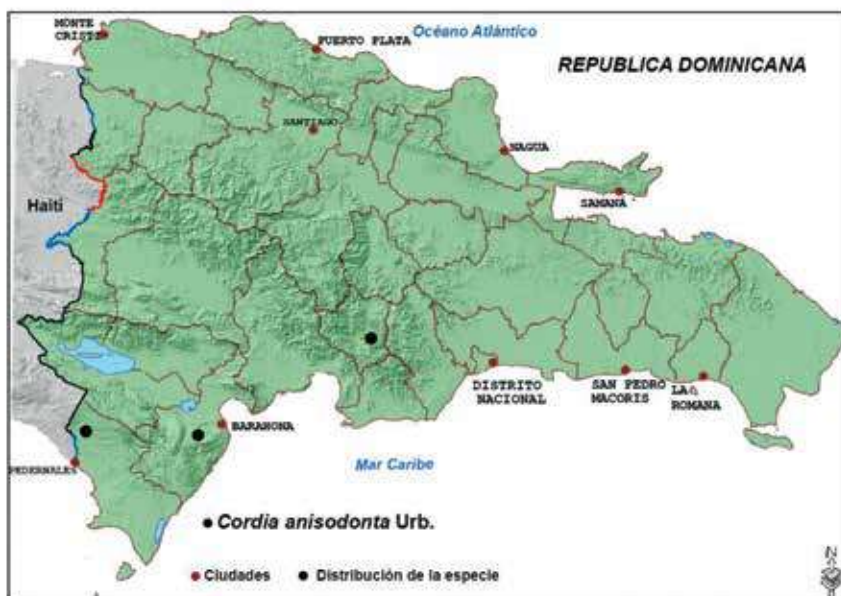 MONTE
CRISTI
PUERTO PLATA
Océano Atlántico
REPUBLICA DOMINICANA
SANTIAGO
NAGUA
SAMANA
Haití
DISTRITO
NACIONAL
SAN PEDRO
MACORIS
LA
ROMANA
BARAHONA
PEDERNALES
Mar Caribe
Cordia anisodonta Urb.
Ciudades
Distribución de la especie
N